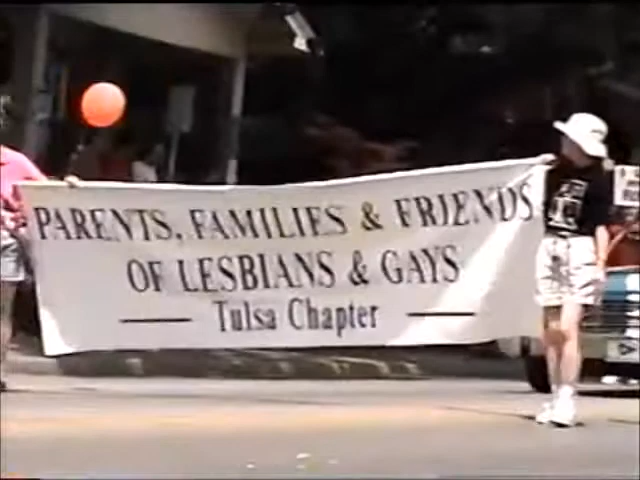 PARENTS, FAMILIES & FRIENDS
OF LESBIANS & GAYS
Tulsa Chapter